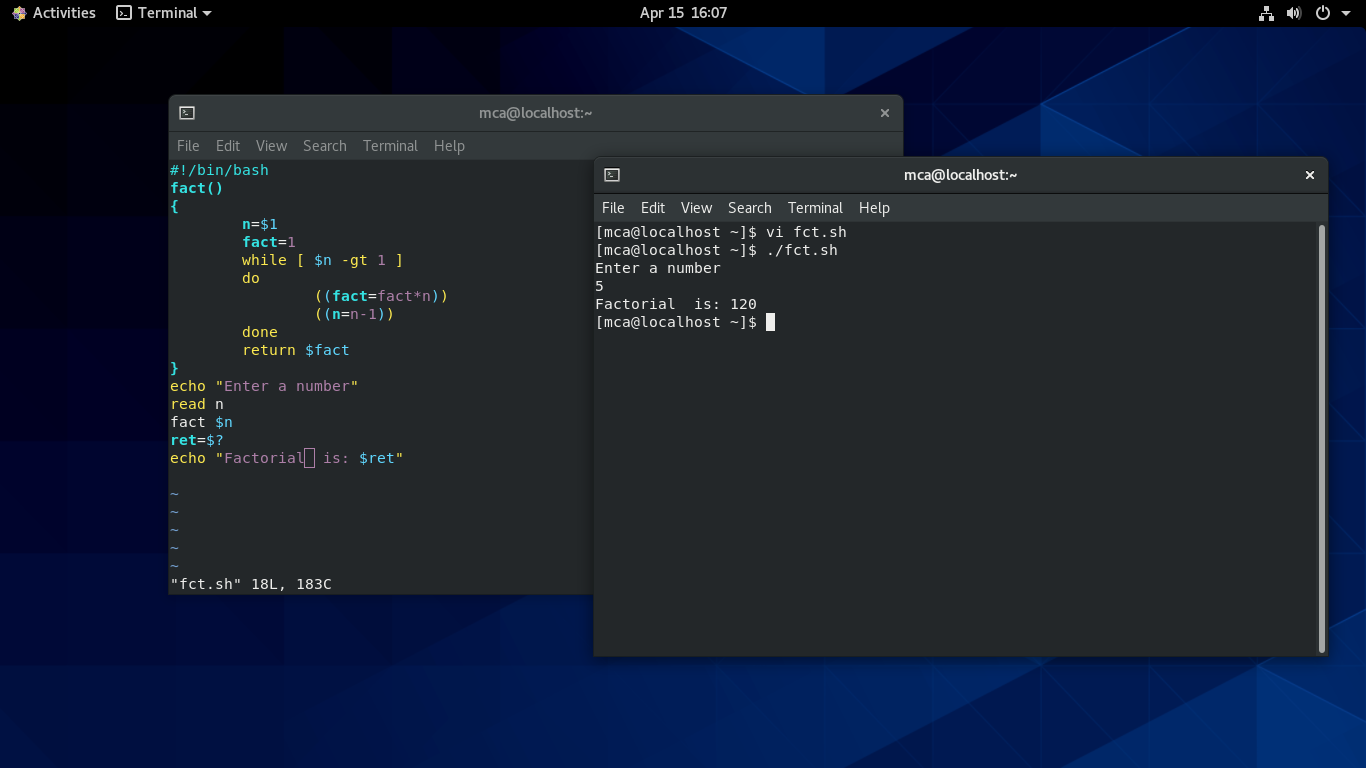 Activities Terminal Apr 15 16:07
mca@localhost:~
File Edit View Search Terminal Help
#!/bin/bash
fact()
{
        n=$1
        fact=1
        while [ $n -gt 1 ]
        do
                ((fact=fact*n))
                ((n=n-1))
        done
        return $fact
}
echo "Enter a number"
read n
fact $n
ret=$?
echo "Factorial  is: $ret"
~
~
~
~
~
"fct.sh" 18L, 183C
mca@localhost:~
File Edit View Search Terminal Help
[mca@localhost ~]$ vi fct.sh
[mca@localhost ~]$ ./fct.sh
Enter a number
5
Factorial  is: 120
[mca@localhost ~]$